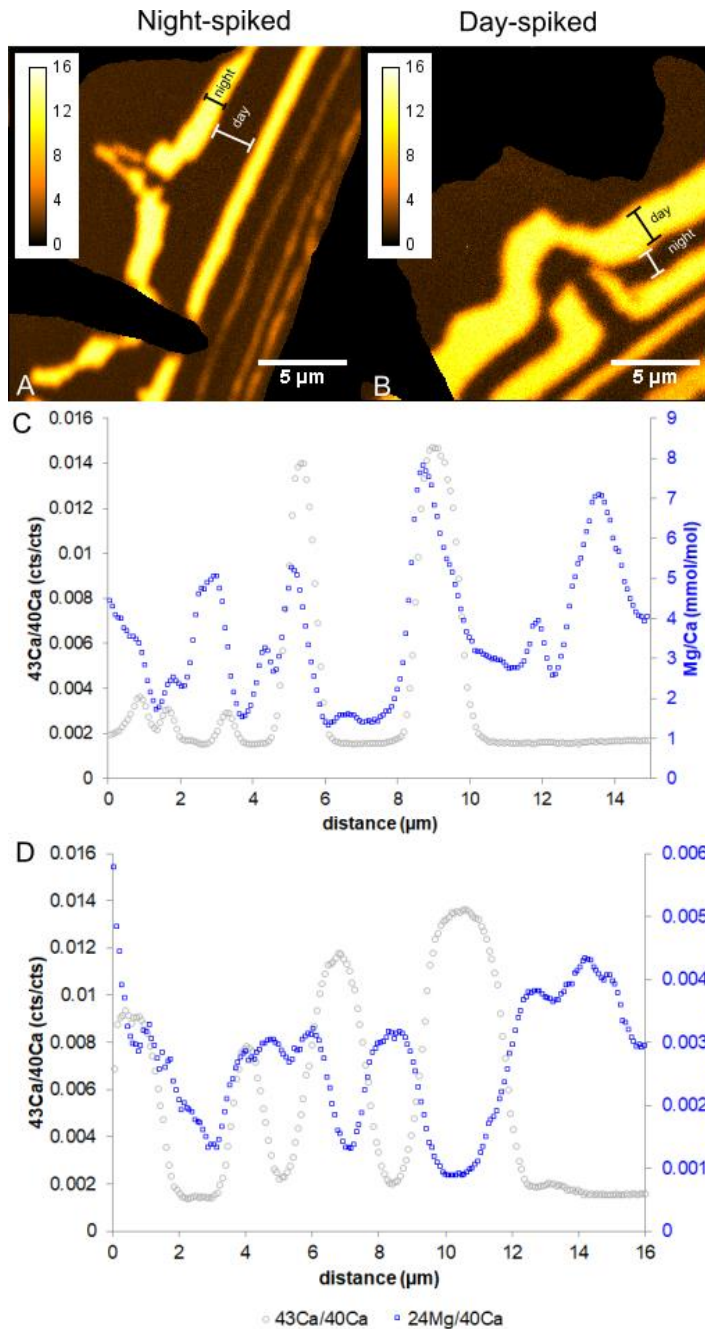 Night-spiked Day-spiked
16
12
8
4
0
night
day
5 µm
A
16
12
8
4
0
day
night
5 µm
B
C
0.016
0.014
0.012
0.01
0.008
0.006
0.004
0.002
0
43Ca/40Ca (cts/cts)
9
8
7
6
5
4
3
2
1
0
Mg/Ca (mmol/mol)
0 2 4 6 8 10 12 14
distance (µm)
D
0.016
0.014
0.012
0.01
0.008
0.006
0.004
0.002
0
43Ca/40Ca (cts/cts)
0.006
0.005
0.004
0.003
0.002
0.001
0
0 2 4 6 8 10 12 14 16
distance (µm)
43Ca/40Ca 24Mg/40Ca